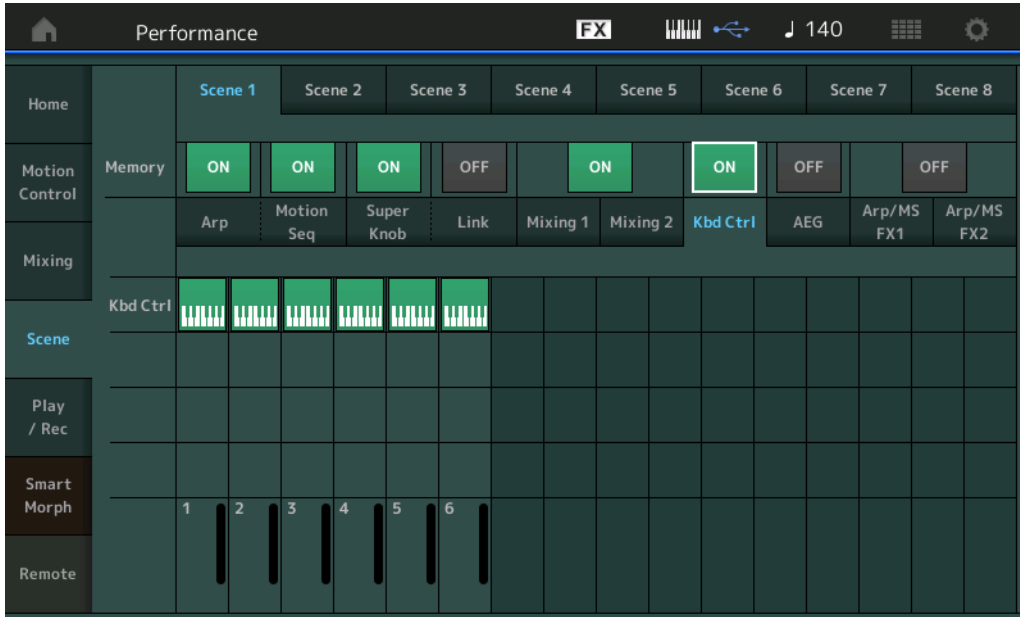 Performance FX 140
Home
Scene 1 Scene 2 Scene 3 Scene 4 Scene 5 Scene 6 Scene 7 Scene 8
Motion
Control
Memory ON ON ON OFF ON ON OFF OFF
Arp Motion
Seq Super
Knob Link Mixing 1 Mixing 2 Kbd Ctrl AEG Arp/MS
FX1 Arp/MS
FX2
Mixing
Kbd Ctrl
Scene
Play
/ Rec
Smart
Morph
1 2 3 4 5 6
Remote